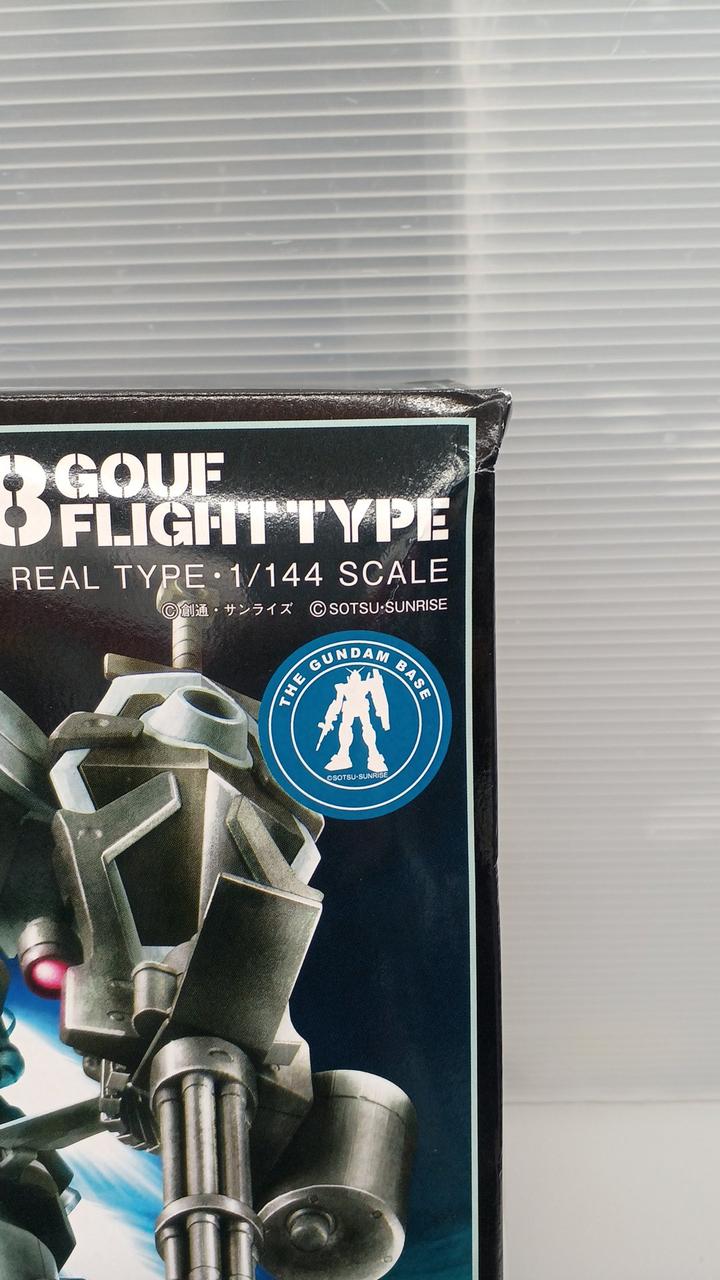 8 GOUF
FLIGHT TYPE
REAL TYPE・1/144 SCALE
©創通・サンライズ ©SOTSU・SUNRISE
THE GUNDAM BASE
©SOTSU・SUNRISE